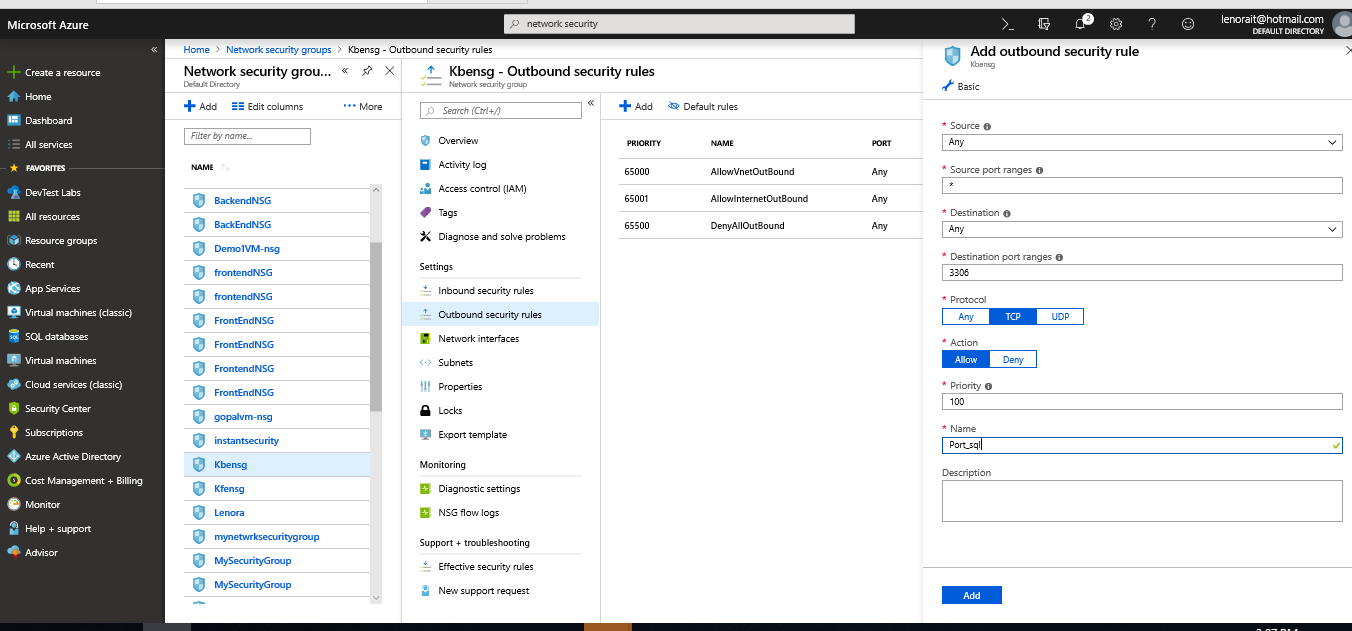 Microsoft Azure
network security
2
lenorait@hotmail.com
DEFAULT DIRECTORY
Create a resource
Home
Dashboard
All services
FAVORITES
DevTest Labs
All resources
Resource groups
Recent
App Services
Virtual machines (classic)
SQL databases
Virtual machines
Cloud services (classic)
Security Center
Subscriptions
Azure Active Directory
Cost Management + Billing
Monitor
Help + support
Advisor
Home > Network security groups > Kbensg - Outbound security rules
Network security grou...
Default Directory
Add Edit columns ••• More
Filter by name...
NAME
BackendNSG
BackEndNSG
Demo1VM-nsg
frontendNSG
frontendNSG
FrontEndNSG
FrontEndNSG
FrontendNSG
FrontEndNSG
gopalvm-nsg
instantsecurity
Kbensg
Kfensg
Lenora
mynetwrksecuritygroup
MySecurityGroup
MySecurityGroup
Kbensg - Outbound security rules
Network security group
Search (Ctrl+/)
Overview
Activity log
Access control (IAM)
Tags
Diagnose and solve problems
Settings
Inbound security rules
Outbound security rules
Network interfaces
Subnets
Properties
Locks
Export template
Monitoring
Diagnostic settings
NSG flow logs
Support + troubleshooting
Effective security rules
New support request
Add Default rules
PRIORITY NAME PORT
65000 AllowVnetOutBound Any
65001 AllowInternetOutBound Any
65500 DenyAllOutBound Any
Add outbound security rule
Kbensg
Basic
* Source
Any
* Source port ranges
*
* Destination
Any
* Destination port ranges
3306
* Protocol
Any TCP UDP
* Action
Allow Deny
* Priority
100
* Name
Port_sql
Description
Add